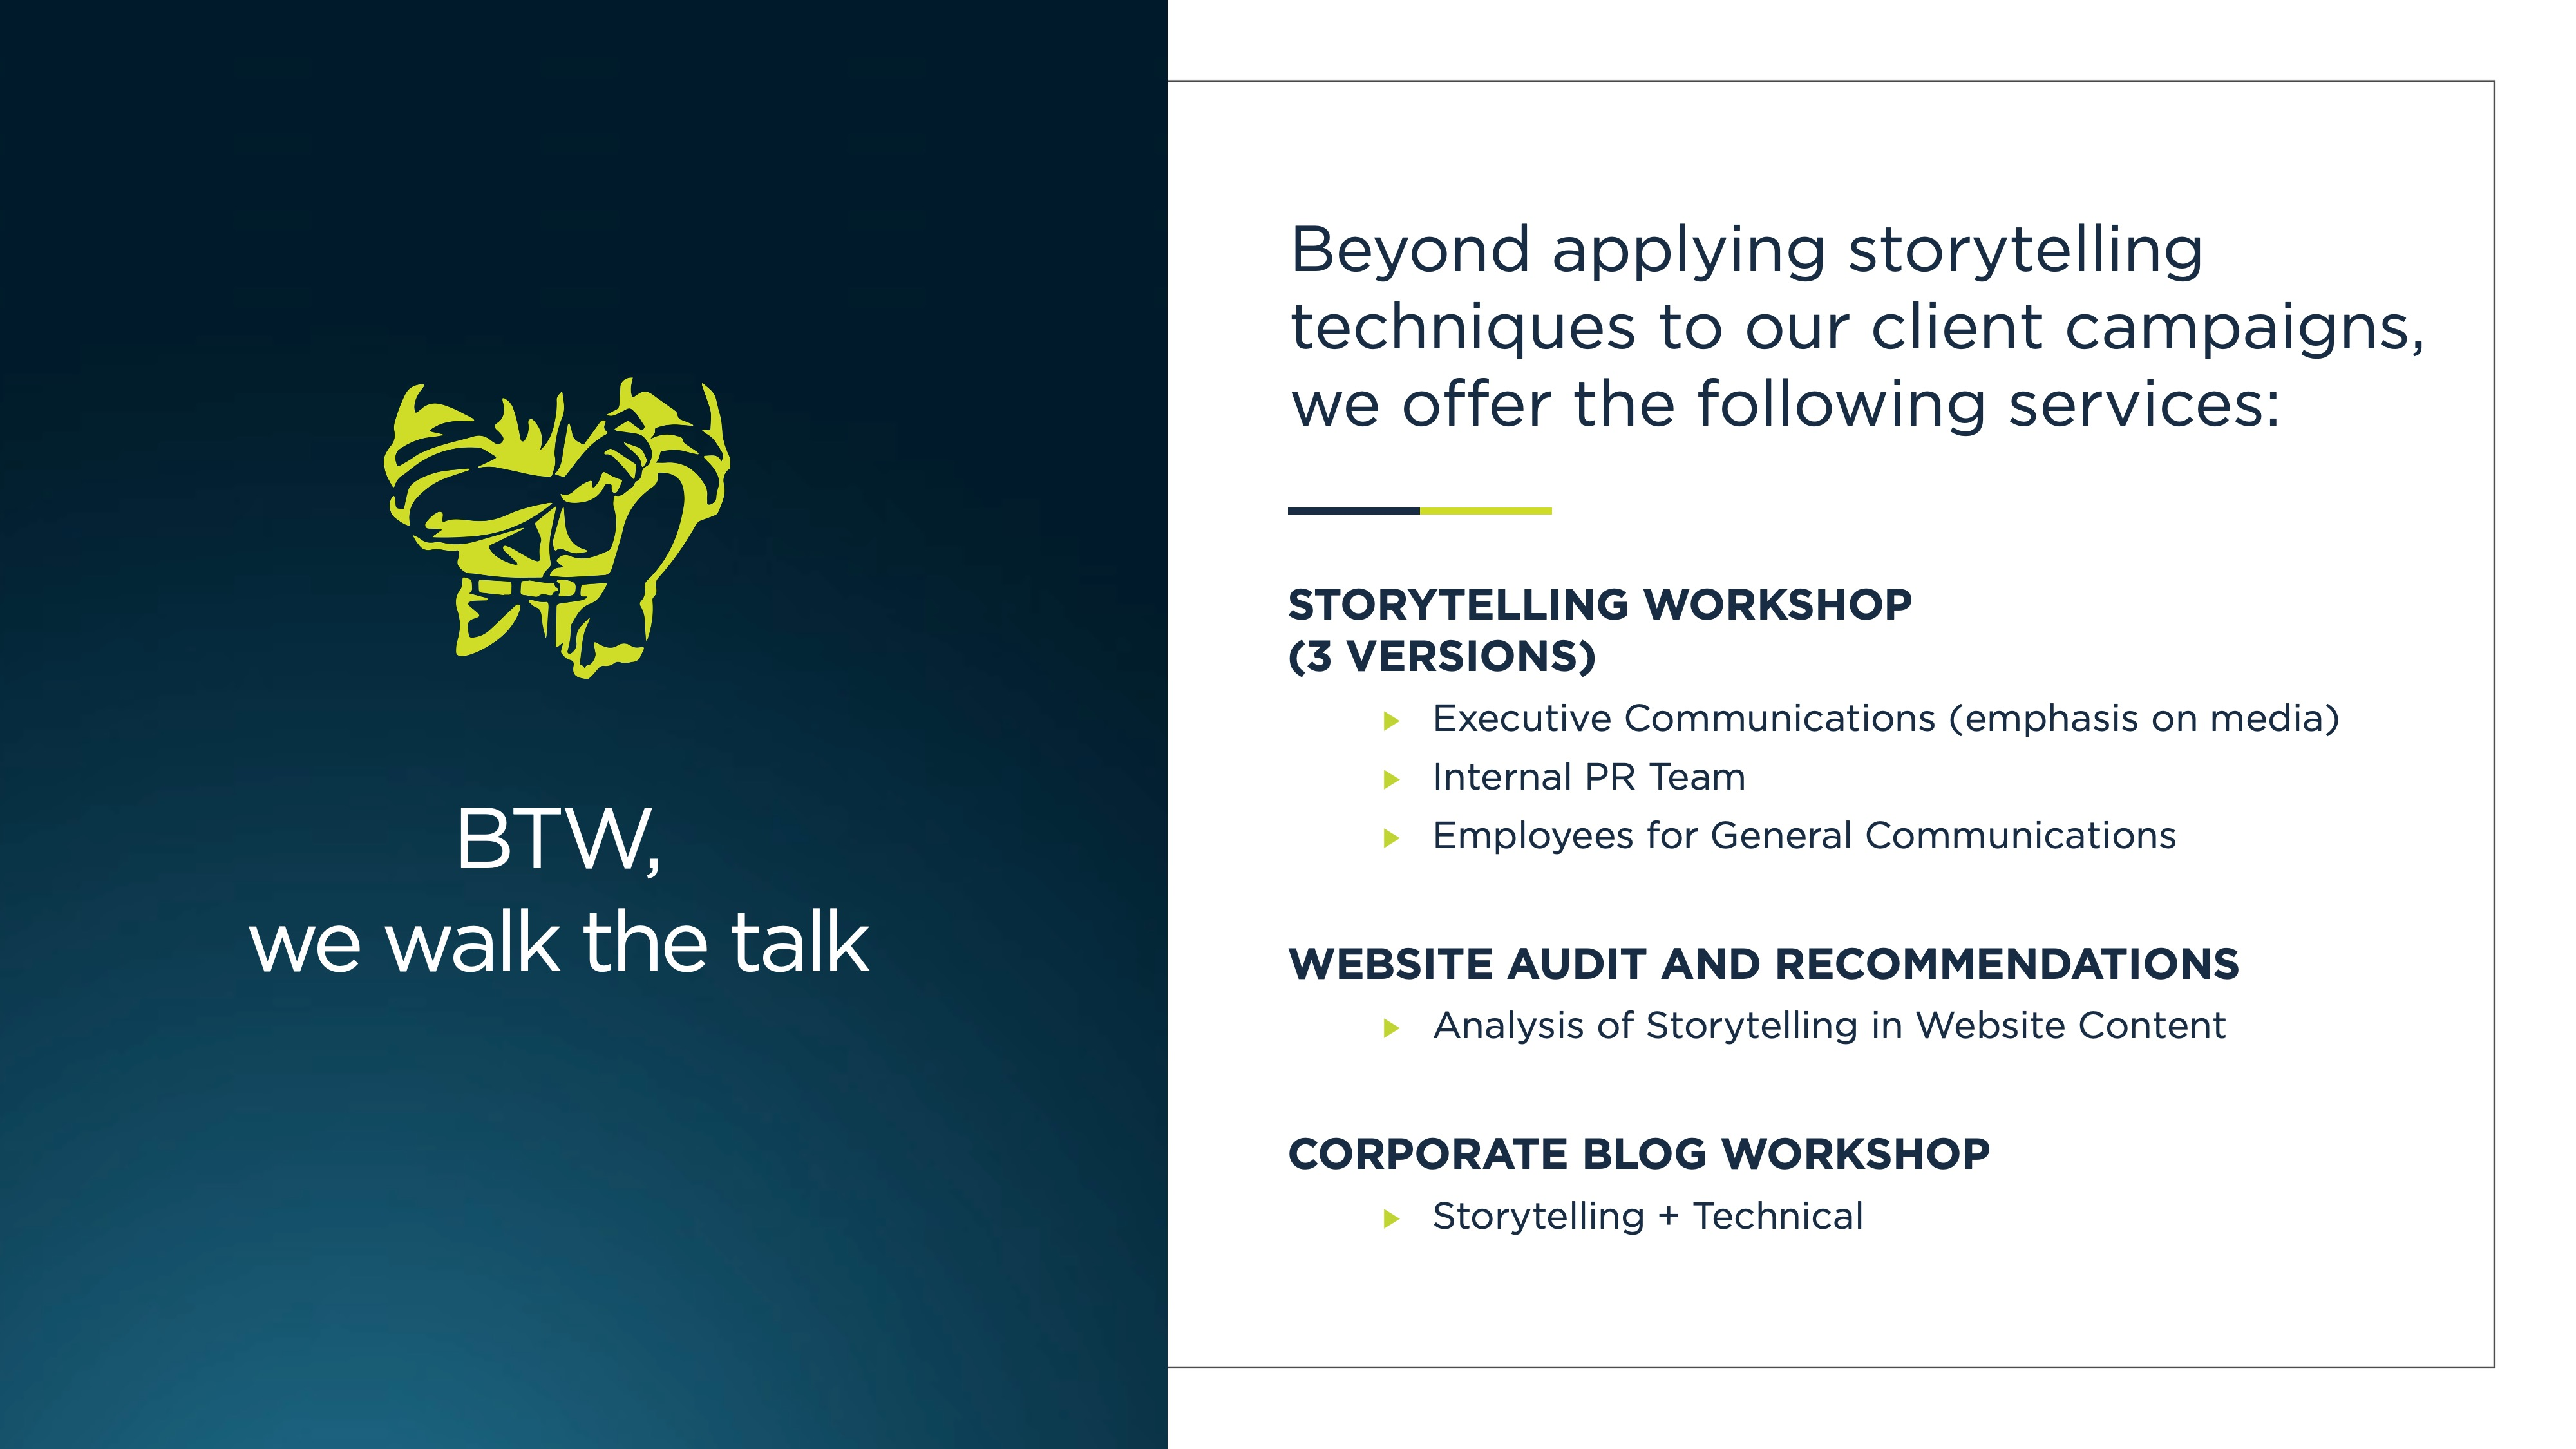 BTW,
we walk the talk
Beyond applying storytelling
techniques to our client campaigns,
we offer the following services:
STORYTELLING WORKSHOP
(3 VERSIONS)
Executive Communications (emphasis on media)
Internal PR Team
Employees for General Communications
WEBSITE AUDIT AND RECOMMENDATIONS
Analysis of Storytelling in Website Content
CORPORATE BLOG WORKSHOP
Storytelling + Technical